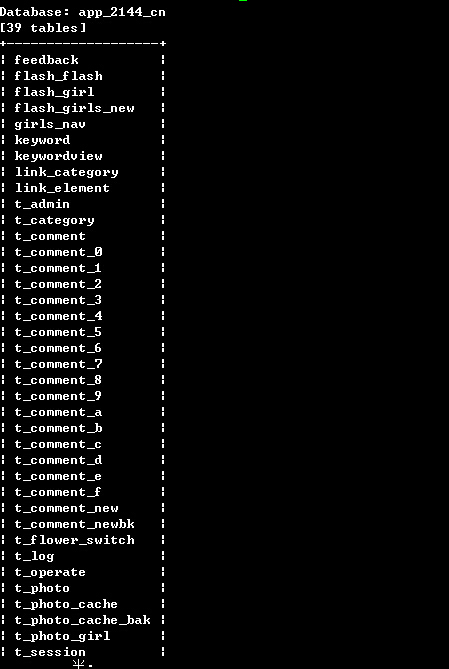 Database: app_2144_cn
[39 tables]
+-------------------+
¦ feedback ¦
¦ flash_flash ¦
¦ flash_girl ¦
¦ flash_girls_new ¦
¦ girls_nav ¦
¦ keyword ¦
¦ keywordview ¦
¦ link_category ¦
¦ link_element ¦
¦ t_admin ¦
¦ t_category ¦
¦ t_comment ¦
¦ t_comment_0 ¦
¦ t_comment_1 ¦
¦ t_comment_2 ¦
¦ t_comment_3 ¦
¦ t_comment_4 ¦
¦ t_comment_5 ¦
¦ t_comment_6 ¦
¦ t_comment_7 ¦
¦ t_comment_8 ¦
¦ t_comment_9 ¦
¦ t_comment_a ¦
¦ t_comment_b ¦
¦ t_comment_c ¦
¦ t_comment_d ¦
¦ t_comment_e ¦
¦ t_comment_f ¦
¦ t_comment_new ¦
¦ t_comment_newbk ¦
¦ t_flower_switch ¦
¦ t_log ¦
¦ t_operate ¦
¦ t_photo ¦
¦ t_photo_cache ¦
¦ t_photo_cache_bak ¦
¦ t_photo_girl ¦
¦ t_session ¦